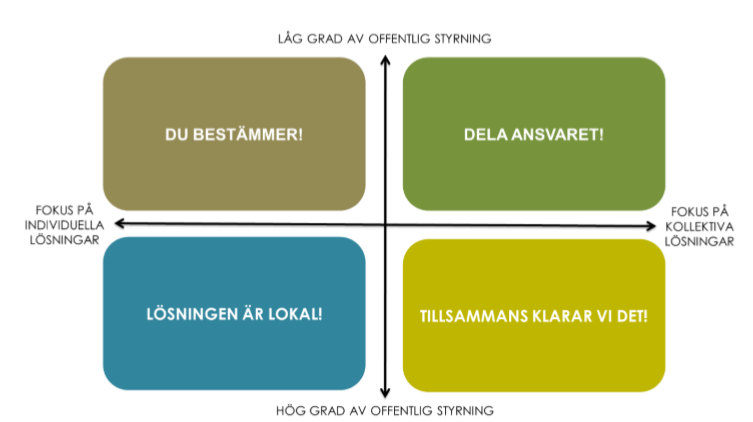 LÅG GRAD AV OFFENTLIG STYRNING
DU BESTÄMMER!
DELA ANSVARET!
FOKUS PÅ
INDIVIDUELLA
LÖSNINGAR
FOKUS PÅ
KOLLEKTIVA
LÖSNINGAR
LÖSNINGEN ÄR LOKAL!
TILLSAMMANS KLARAR VI DET!
HÖG GRAD AV OFFENTLIG STYRNING